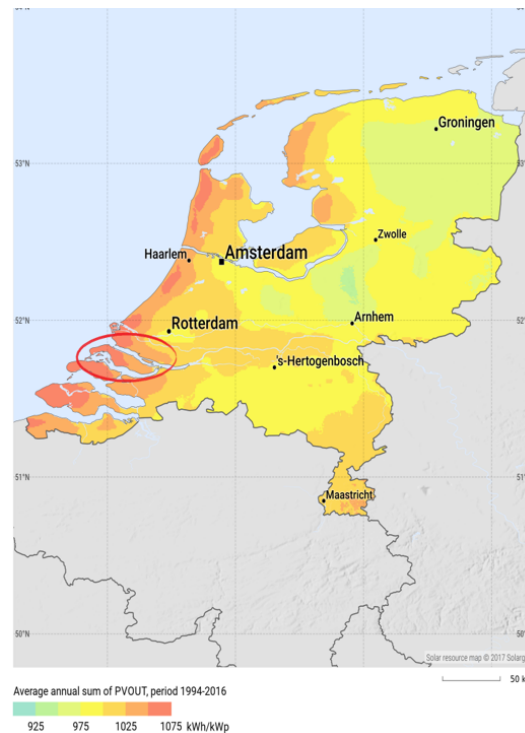 Groningen
53°N
53°
Zwolle
Haarlem
Amsterdam
52°N
52°
Rotterdam
Arnhem
's-Hertogenbosch
51°N
51°
Maastricht
50°N
50°
Solar resource map © 2017 Solarg
50 k
Average annual sum of PVOUT, period 1994-2016
925 975 1025 1075 kWh/kWp